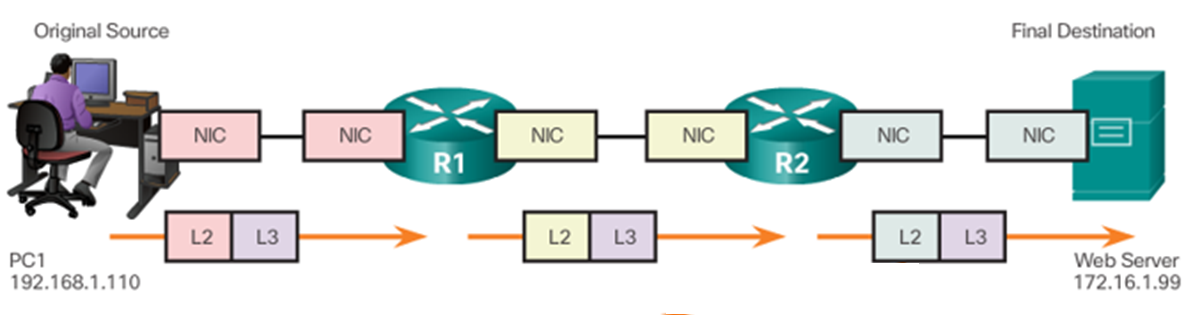 Original Source
Final Destination
NIC
NIC
R1
NIC
NIC
R2
NIC
NIC
L2 L3
L2 L3
L2 L3
PC1
192.168.1.110
Web Server
172.16.1.99